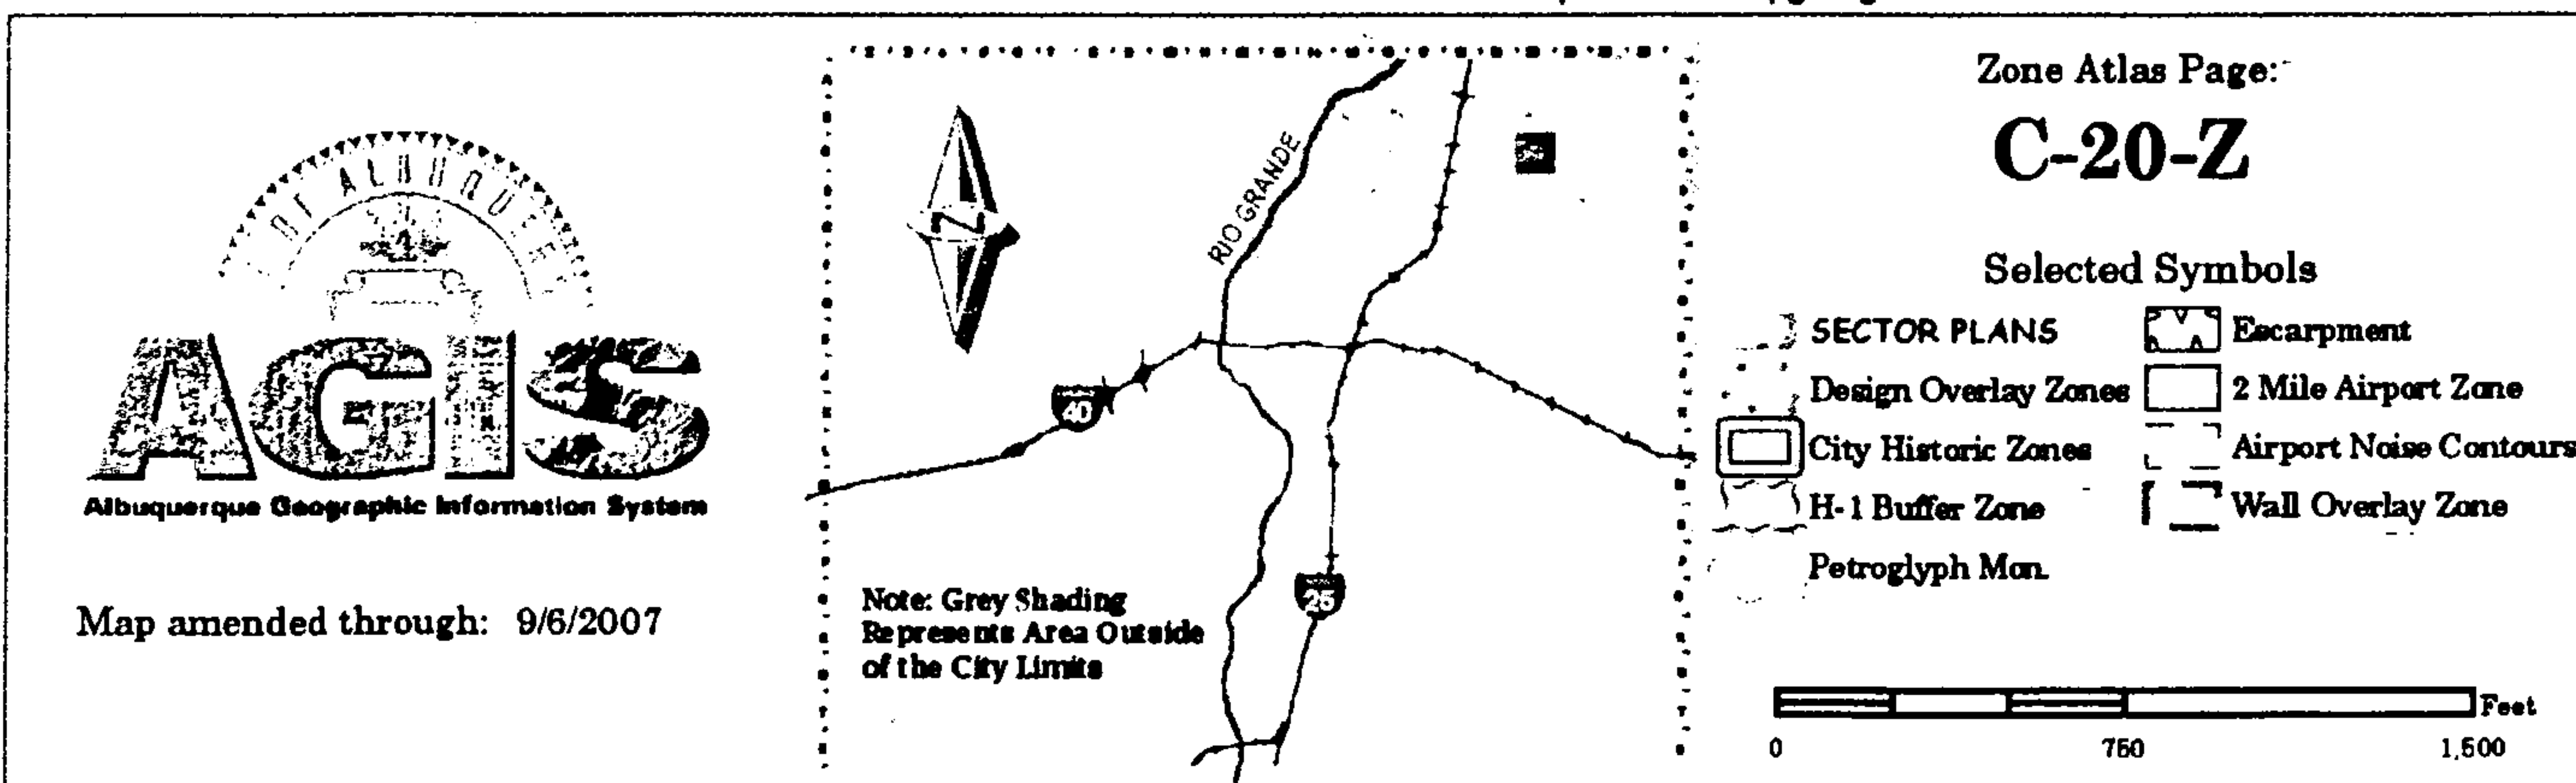 OF ALBUQUERQUE
AGIS
Albuquerque Geographic Information System
Map amended through: 9/6/2007
N
RIO GRANDE
40
25
Note: Grey Shading
Represents Area Outside
of the City Limits
Zone Atlas Page:
C-20-Z
Selected Symbols
SECTOR PLANS
Escarpment
Design Overlay Zones
2 Mile Airport Zone
City Historic Zones
Airport Noise Contours
H-1 Buffer Zone
Wall Overlay Zone
Petroglyph Mon.
Feet
0 750 1,500